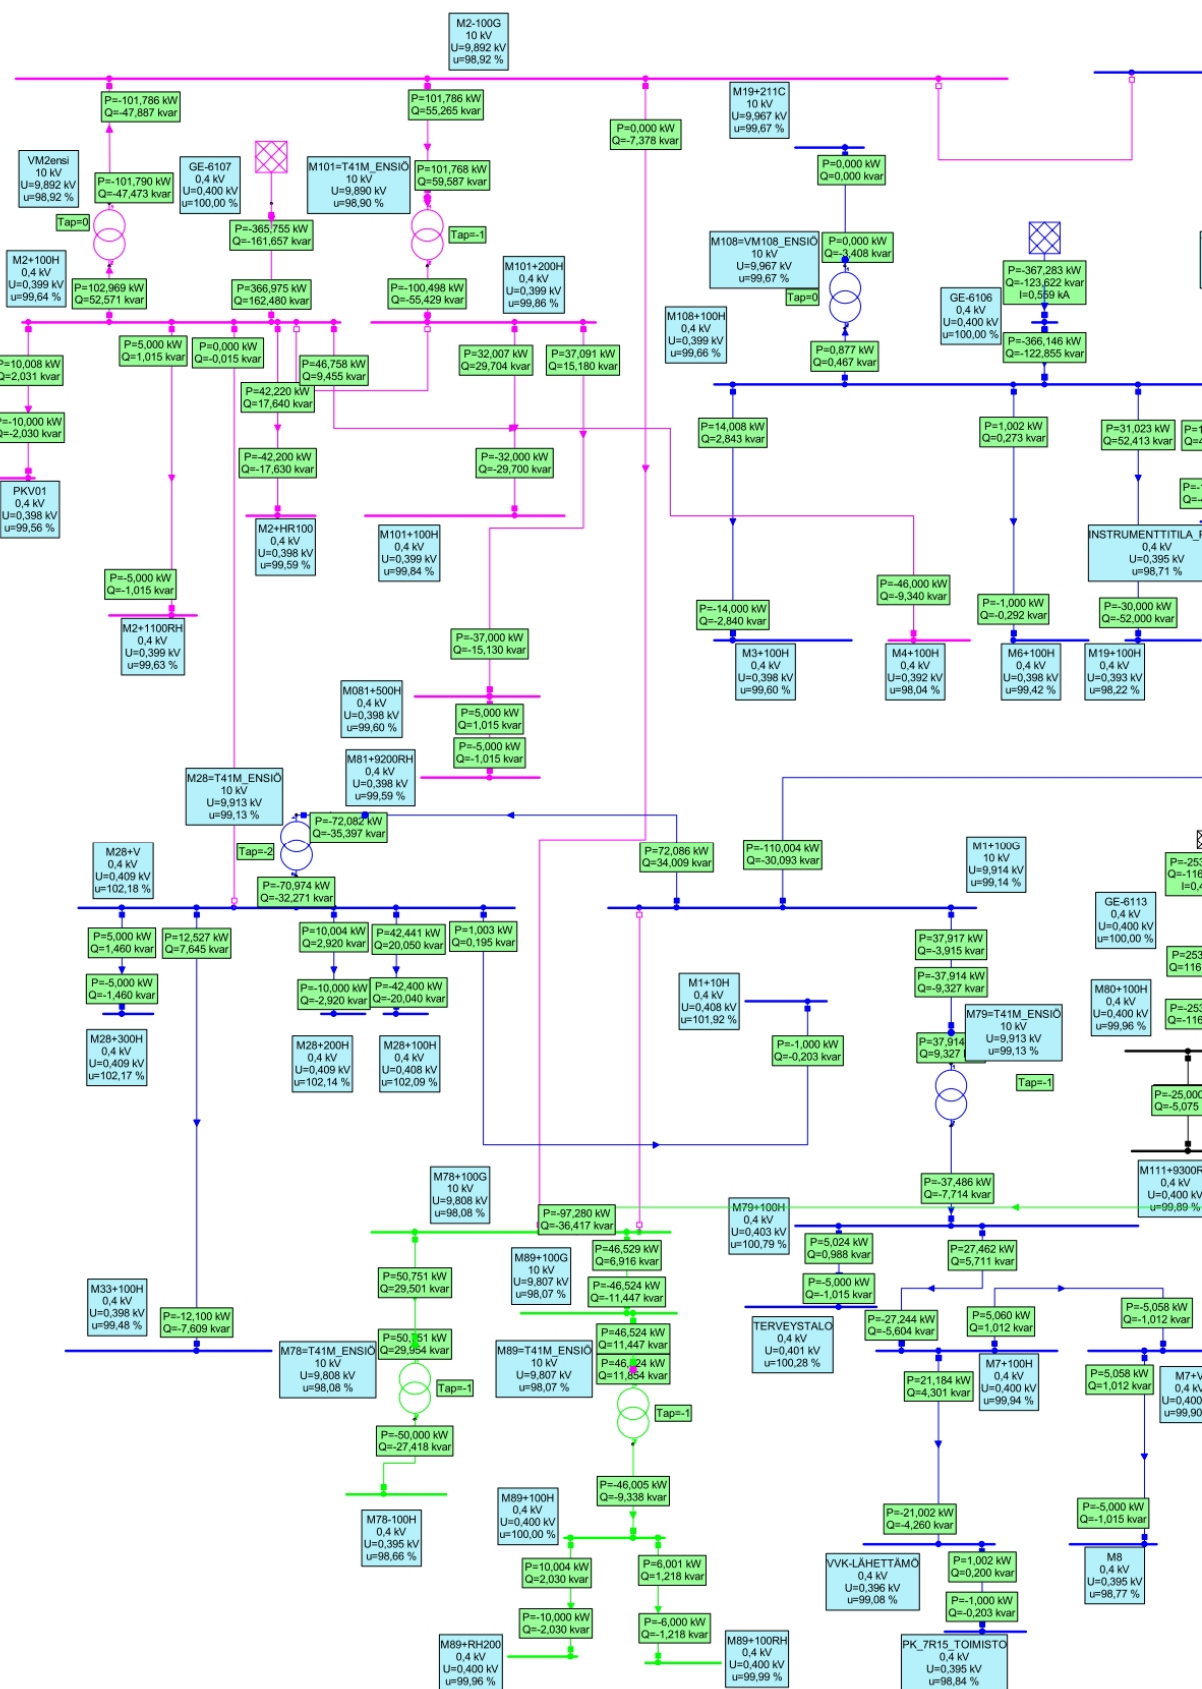 M2-100G
10 kV
U=9,892 kV
u=98,92 %
P=-101,786 kW
Q=-47,887 kvar
P=101,786 kW
Q=55,265 kvar
P=0,000 kW
Q=-7,378 kvar
M19+211C
10 kV
U=9,967 kV
u=99,67 %
VM2ensi
10 kV
U=9,892 kV
u=98,92 %
P=-101,790 kW
Q=-47,473 kvar
Tap=0
GE-6107
0,4 kV
U=0,400 kV
u=100,00 %
P=-365,755 kW
Q=-161,657 kvar
M101=T41M_ENSIÖ
10 kV
U=9,890 kV
u=98,90 %
P=101,768 kW
Q=59,587 kvar
Tap=-1
P=0,000 kW
Q=0,000 kvar
M108=VM108_ENSIÖ
10 kV
U=9,967 kV
u=99,67 %
P=0,000 kW
Q=-3,408 kvar
Tap=0
P=-367,283 kW
Q=-123,622 kvar
I=0,559 kA
GE-6106
0,4 kV
U=0,400 kV
u=100,00 %
P=-366,146 kW
Q=-122,855 kvar
M2+100H
0,4 kV
U=0,399 kV
u=99,64 %
P=102,969 kW
Q=52,571 kvar
P=366,975 kW
Q=162,480 kvar
P=-100,498 kW
Q=-55,429 kvar
M101+200H
0,4 kV
U=0,399 kV
u=99,86 %
M108+100H
0,4 kV
U=0,399 kV
u=99,66 %
P=0,877 kW
Q=0,467 kvar
P=10,008 kW
Q=2,031 kvar
P=5,000 kW
Q=1,015 kvar
P=0,000 kW
Q=-0,015 kvar
P=46,758 kW
Q=9,455 kvar
P=42,220 kW
Q=17,640 kvar
P=32,007 kW
Q=29,704 kvar
P=37,091 kW
Q=15,180 kvar
P=-10,000 kW
Q=-2,030 kvar
P=-42,200 kW
Q=-17,630 kvar
P=-32,000 kW
Q=-29,700 kvar
P=14,008 kW
Q=2,843 kvar
P=1,002 kW
Q=0,273 kvar
P=31,023 kW
Q=52,413 kvar
PKV01
0,4 kV
U=0,398 kV
u=99,56 %
M2+HR100
0,4 kV
U=0,398 kV
u=99,59 %
M101+100H
0,4 kV
U=0,399 kV
u=99,84 %
INSTRUMENTTITILA_
0,4 kV
U=0,395 kV
u=98,71 %
P=-5,000 kW
Q=-1,015 kvar
M2+1100RH
0,4 kV
U=0,399 kV
u=99,63 %
P=-37,000 kW
Q=-15,130 kvar
P=-14,000 kW
Q=-2,840 kvar
P=-46,000 kW
Q=-9,340 kvar
P=-1,000 kW
Q=-0,292 kvar
P=-30,000 kW
Q=-52,000 kvar
M3+100H
0,4 kV
U=0,398 kV
u=99,60 %
M4+100H
0,4 kV
U=0,392 kV
u=98,04 %
M6+100H
0,4 kV
U=0,398 kV
u=99,42 %
M19+100H
0,4 kV
U=0,393 kV
u=98,22 %
M081+500H
0,4 kV
U=0,398 kV
u=99,60 %
P=5,000 kW
Q=1,015 kvar
P=-5,000 kW
Q=-1,015 kvar
M81+9200RH
0,4 kV
U=0,398 kV
u=99,59 %
M28=T41M_ENSIÖ
10 kV
U=9,913 kV
u=99,13 %
P=-72,082 kW
Q=-35,397 kvar
Tap=-2
P=-70,974 kW
Q=-32,271 kvar
M28+V
0,4 kV
U=0,409 kV
u=102,18 %
P=72,086 kW
Q=34,009 kvar
P=-110,004 kW
Q=-30,093 kvar
M1+100G
10 kV
U=9,914 kV
u=99,14 %
GE-6113
0,4 kV
U=0,400 kV
u=100,00 %
P=5,000 kW
Q=1,460 kvar
P=12,527 kW
Q=7,645 kvar
P=10,004 kW
Q=2,920 kvar
P=42,441 kW
Q=20,050 kvar
P=1,003 kW
Q=0,195 kvar
P=37,917 kW
Q=-3,915 kvar
P=-5,000 kW
Q=-1,460 kvar
P=-10,000 kW
Q=-2,920 kvar
P=-42,400 kW
Q=-20,040 kvar
M1+10H
0,4 kV
U=0,408 kV
u=101,92 %
P=-37,914 kW
Q=-9,327 kvar
M80+100H
0,4 kV
U=0,400 kV
u=99,96 %
M28+300H
0,4 kV
U=0,409 kV
u=102,17 %
M28+200H
0,4 kV
U=0,409 kV
u=102,14 %
M28+100H
0,4 kV
U=0,408 kV
u=102,09 %
P=-1,000 kW
Q=-0,203 kvar
P=37,914
Q=9,327
M79=T41M_ENSIÖ
10 kV
U=9,913 kV
u=99,13 %
Tap=-1
P=-25,000
Q=-5,075
M78+100G
10 kV
U=9,808 kV
u=98,08 %
P=-97,280 kW
Q=-36,417 kvar
M79+100H
0,4 kV
U=0,403 kV
u=100,79 %
P=-37,486 kW
Q=-7,714 kvar
M111+9300R
0,4 kV
U=0,400 kV
u=99,89 %
M89+100G
10 kV
U=9,807 kV
u=98,07 %
P=46,529 kW
Q=6,916 kvar
P=-46,524 kW
Q=-11,447 kvar
P=5,024 kW
Q=0,988 kvar
P=-5,000 kW
Q=-1,015 kvar
P=27,462 kW
Q=5,711 kvar
P=50,751 kW
Q=29,501 kvar
M33+100H
0,4 kV
U=0,398 kV
u=99,48 %
P=-12,100 kW
Q=-7,609 kvar
M78=T41M_ENSIÖ
10 kV
U=9,808 kV
u=98,08 %
P=50,751 kW
Q=29,954 kvar
Tap=-1
M89=T41M_ENSIÖ
10 kV
U=9,807 kV
u=98,07 %
P=46,524 kW
Q=11,447 kvar
P=46,524 kW
Q=11,854 kvar
Tap=-1
TERVEYSTALO
0,4 kV
U=0,401 kV
u=100,28 %
P=-27,244 kW
Q=-5,604 kvar
P=5,060 kW
Q=1,012 kvar
P=-5,058 kW
Q=-1,012 kvar
P=21,184 kW
Q=4,301 kvar
M7+100H
0,4 kV
U=0,400 kV
u=99,94 %
P=5,058 kW
Q=1,012 kvar
M7+V
0,4 kV
U=0,400
u=99,90
P=-50,000 kW
Q=-27,418 kvar
M78-100H
0,4 kV
U=0,395 kV
u=98,66 %
P=-46,005 kW
Q=-9,338 kvar
M89+100H
0,4 kV
U=0,400 kV
u=100,00 %
P=-21,002 kW
Q=-4,260 kvar
P=-5,000 kW
Q=-1,015 kvar
P=10,004 kW
Q=2,030 kvar
P=6,001 kW
Q=1,218 kvar
VVK-LÄHETTÄMÖ
0,4 kV
U=0,396 kV
u=99,08 %
P=1,002 kW
Q=0,200 kvar
M8
0,4 kV
U=0,395 kV
u=98,77 %
P=-10,000 kW
Q=-2,030 kvar
P=-6,000 kW
Q=-1,218 kvar
P=-1,000 kW
Q=-0,203 kvar
M89+RH200
0,4 kV
U=0,400 kV
u=99,96 %
M89+100RH
0,4 kV
U=0,400 kV
u=99,99 %
PK_7R15_TOIMISTO
0,4 kV
U=0,395 kV
u=98,84 %